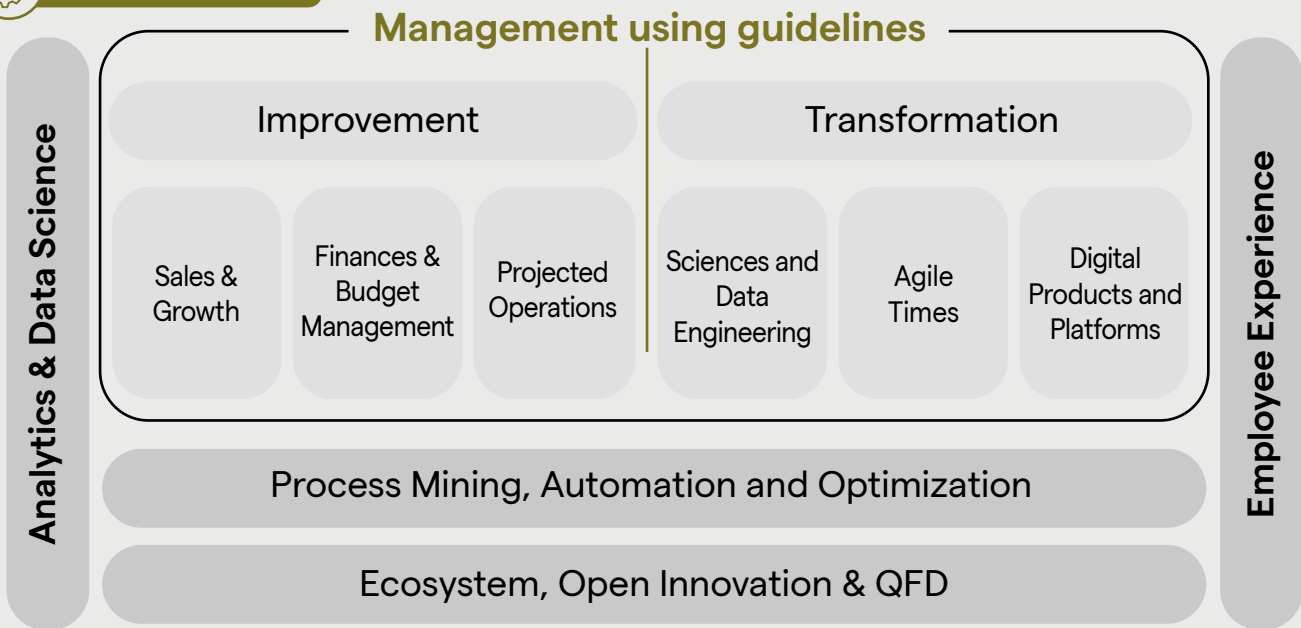 Management using guidelines
Analytics & Data Science
Improvement
Transformation
Employee Experience
Sales &
Growth
Finances &
Budget
Management
Projected
Operations
Sciences and
Data
Engineering
Agile
Times
Digital
Products and
Platforms
Process Mining, Automation and Optimization
Ecosystem, Open Innovation & QFD